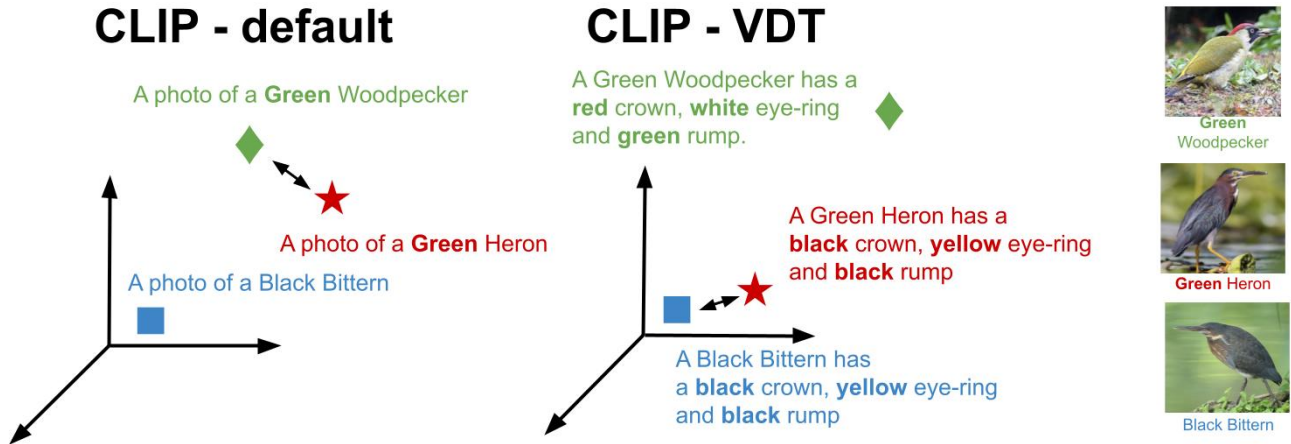 CLIP - default
A photo of a Green Woodpecker
A photo of a Green Heron
A photo of a Black Bittern
CLIP - VDT
A Green Woodpecker has a
red crown, white eye-ring
and green rump.
A Green Heron has a
black crown, yellow eye-ring
and black rump
A Black Bittern has
a black crown, yellow eye-ring
and black rump
Green
Woodpecker
Green Heron
Black Bittern